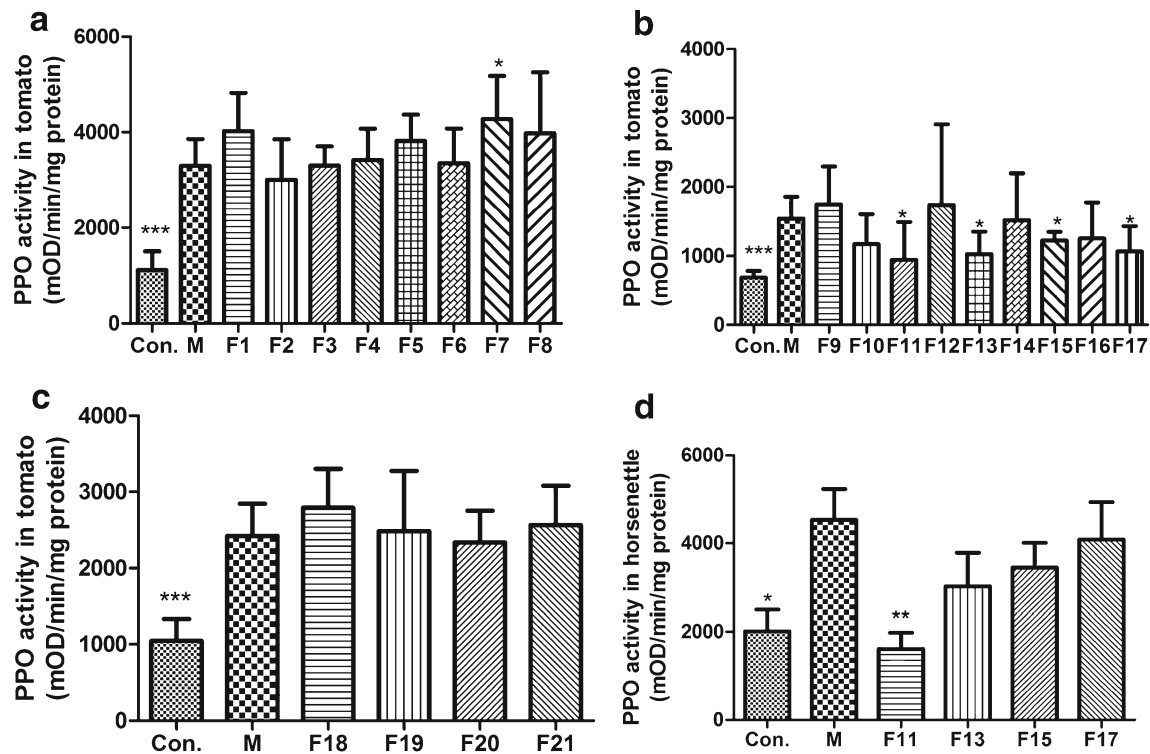 a
PPO activity in tomato
(mOD/min/mg protein)
6000
4000
2000
0
***
*
Con. M F1 F2 F3 F4 F5 F6 F7 F8
b
PPO activity in tomato
(mOD/min/mg protein)
4000
3000
2000
1000
0
***
*
*
*
*
Con. M F9 F10 F11 F12 F13 F14 F15 F16 F17
c
PPO activity in tomato
(mOD/min/mg protein)
4000
3000
2000
1000
0
***
Con. M F18 F19 F20 F21
d
PPO activity in horsenettle
(mOD/min/mg protein)
6000
4000
2000
0
*
**
Con. M F11 F13 F15 F17